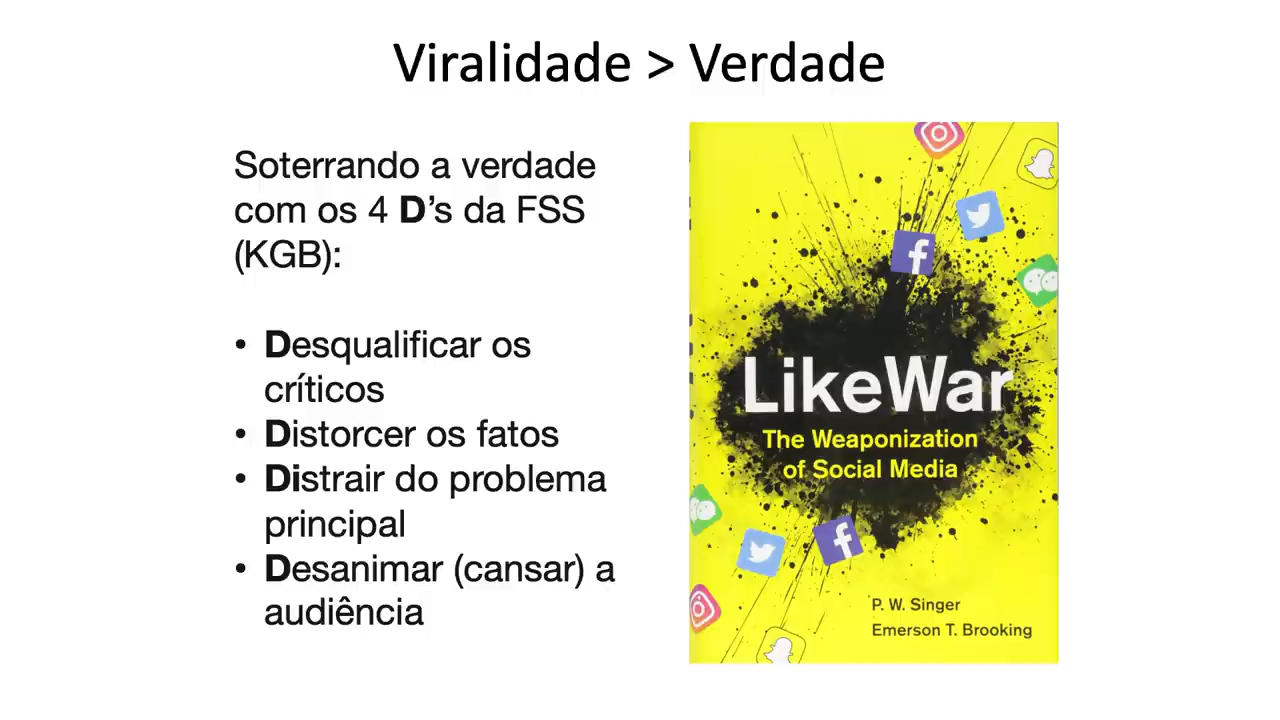 Viralidade > Verdade
Soterrando a verdade
com os 4 D’s da FSS
(KGB):
• Desqualificar os
críticos
• Distorcer os fatos
• Distrair do problema
principal
• Desanimar (cansar) a
audiência
LikeWar
The Weaponization
of Social Media
P. W. Singer
Emerson T. Brooking